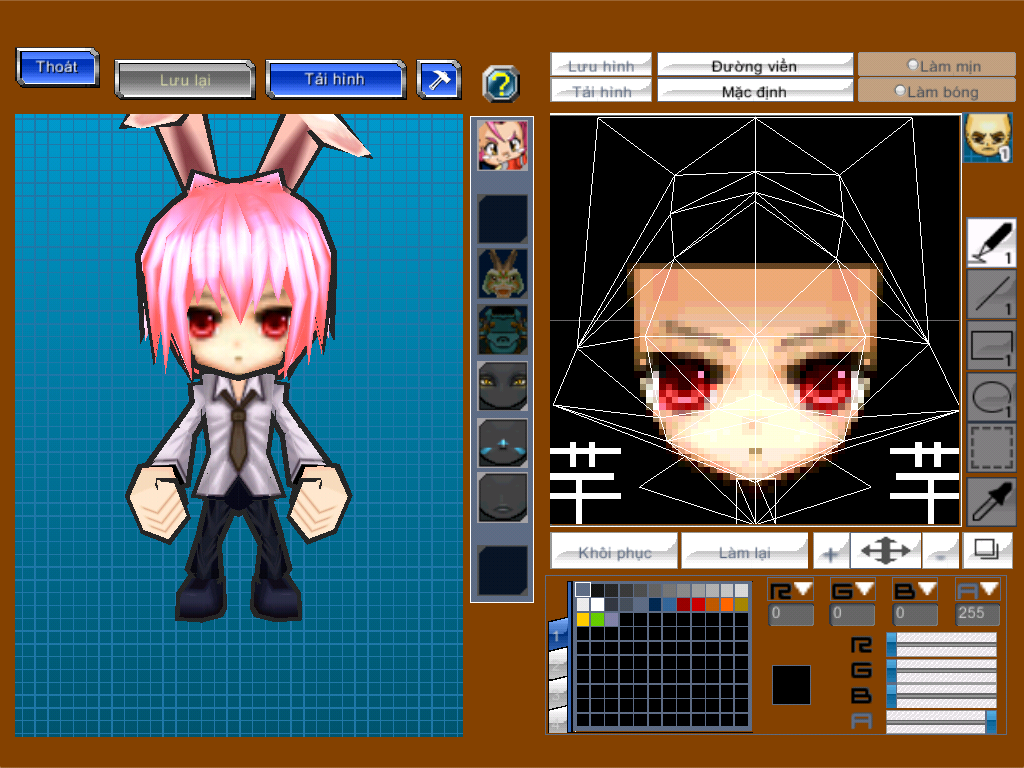 Thoát
Lưu lại
Tải hình
?
Lưu hình
Đường viền
Làm mịn
Tải hình
Mặc định
Làm bóng
1
1
1
1
1
Khôi phục
Làm lại
R
G
B
A
0
0
0
255
1
R
G
B
A